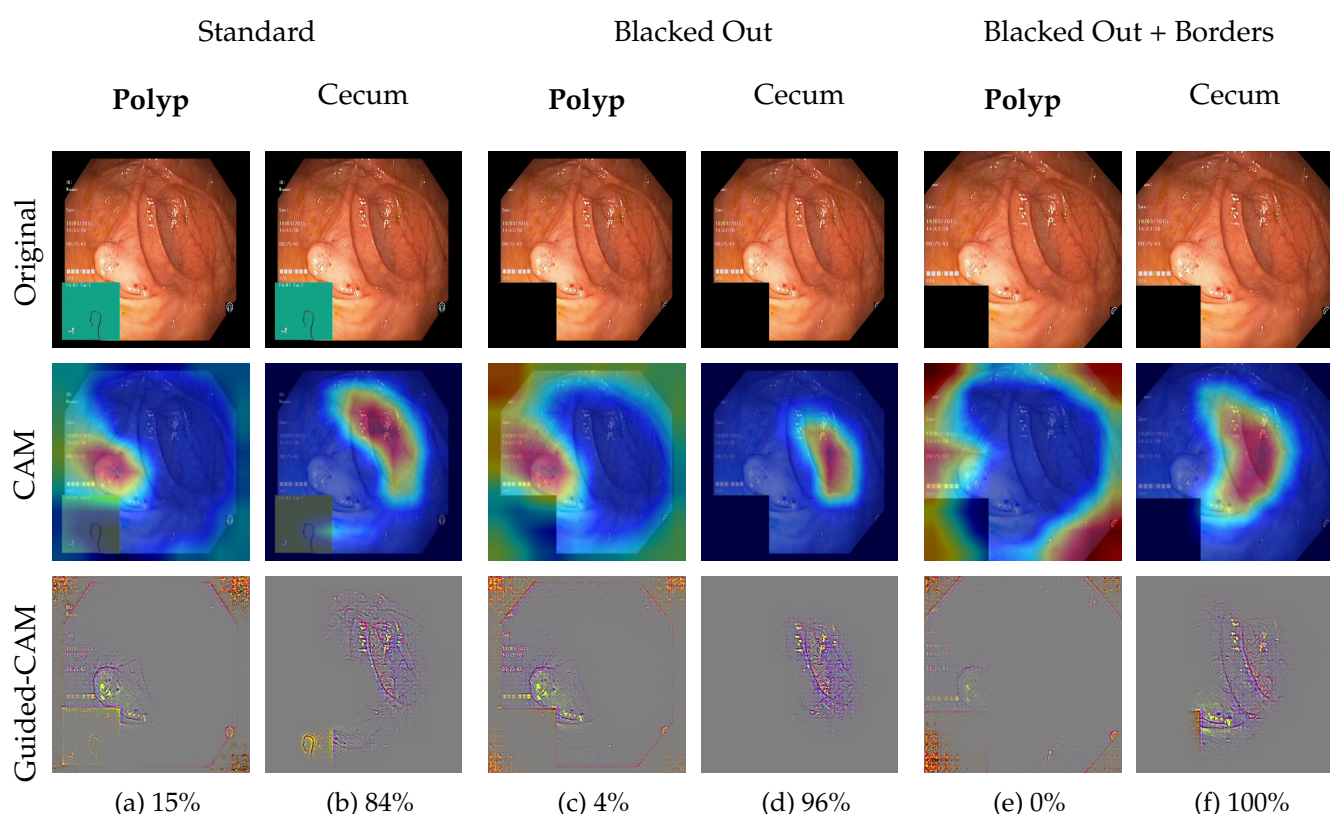 Standard Blacked Out Blacked Out + Borders
Polyp Cecum Polyp Cecum Polyp Cecum
Original
CAM
Guided-CAM
(a) 15% (b) 84% (c) 4% (d) 96% (e) 0% (f) 100%